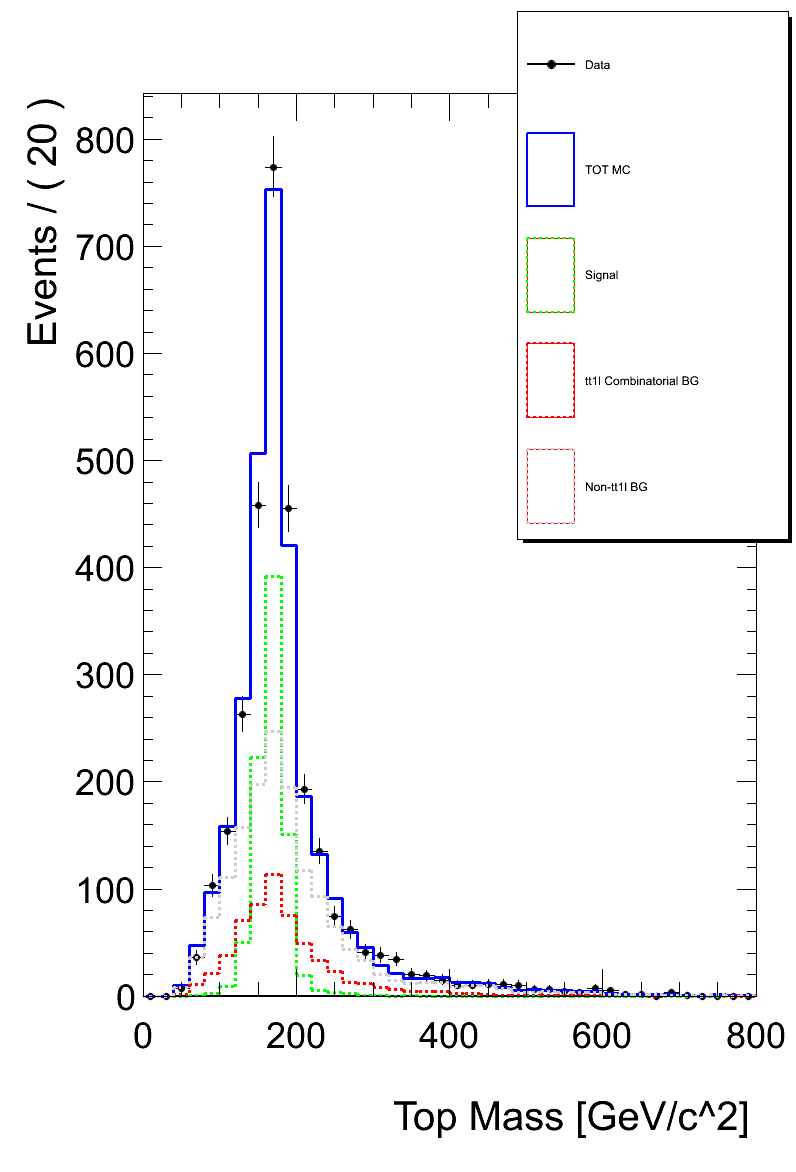 Data
TOT MC
Signal
tt1l Combinatorial BG
Non-tt1l BG
Events / ( 20 )
800
700
600
500
400
300
200
100
0
0 200 400 600 800
Top Mass [GeV/c^2]